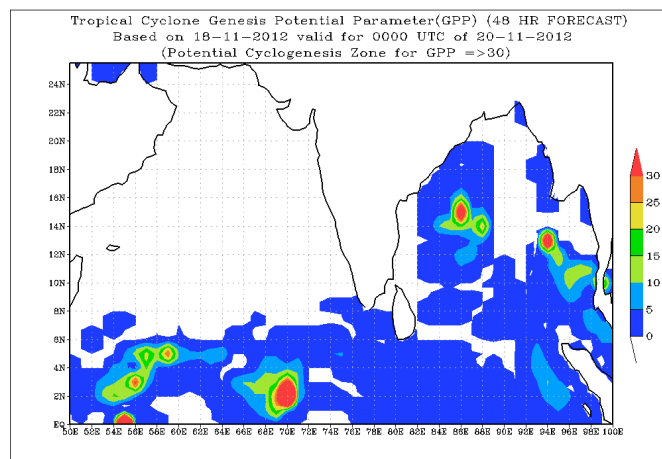 Tropical Cyclone Genesis Potential Parameter(GPP) (48 HR FORECAST)
Based on 18-11-2012 valid for 0000 UTC of 20-11-2012
(Potential Cyclogenesis Zone for GPP =>30)
24N
22N
20N
18N
16N
14N
12N
10N
8N
6N
4N
2N
EQ
50E 52E 54E 56E 58E 60E 62E 64E 66E 68E 70E 72E 74E 76E 78E 80E 82E 84E 86E 88E 90E 92E 94E 96E 98E 100E
30
25
20
15
10
5
0